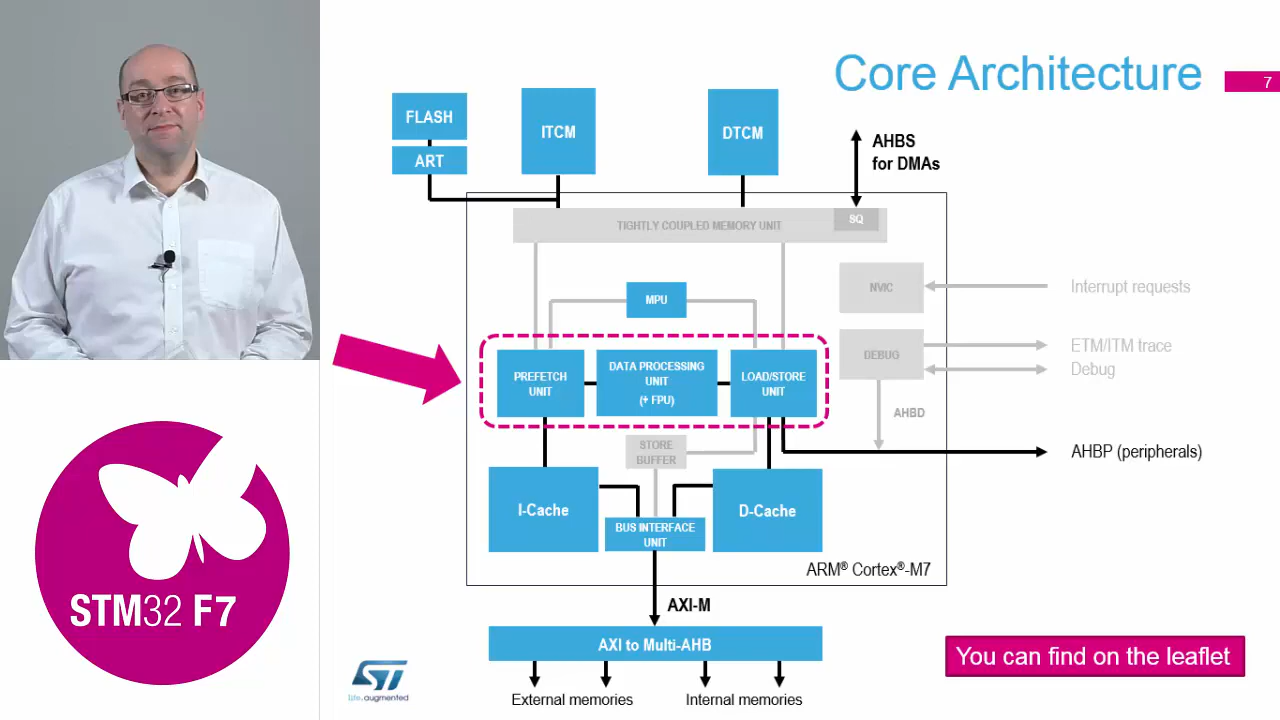 Core Architecture
7
FLASH
ART
ITCM
DTCM
AHBS
for DMAs
TIGHTLY COUPLED MEMORY UNIT
SQ
MPU
NVIC
Interrupt requests
PREFETCH
UNIT
DATA PROCESSING
UNIT
(+ FPU)
LOAD/STORE
UNIT
DEBUG
ETM/ITM trace
Debug
AHBD
STORE
BUFFER
AHBP (peripherals)
I-Cache
BUS INTERFACE
UNIT
D-Cache
ARM® Cortex®-M7
AXI-M
AXI to Multi-AHB
External memories
Internal memories
You can find on the leaflet
STM32 F7
ST
life.augmented